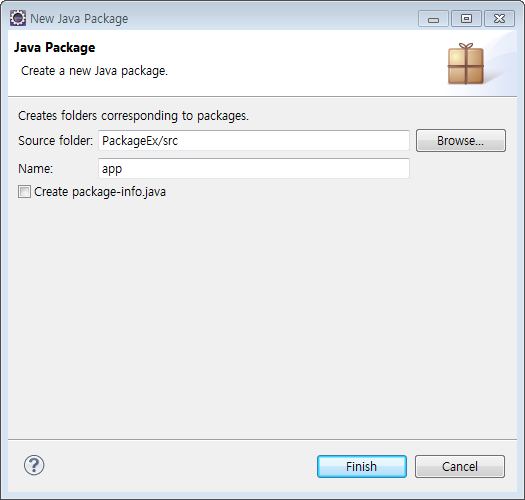 New Java Package
Java Package
Create a new Java package.
Creates folders corresponding to packages.
Source folder: PackageEx/src Browse...
Name: app
Create package-info.java
? Finish Cancel